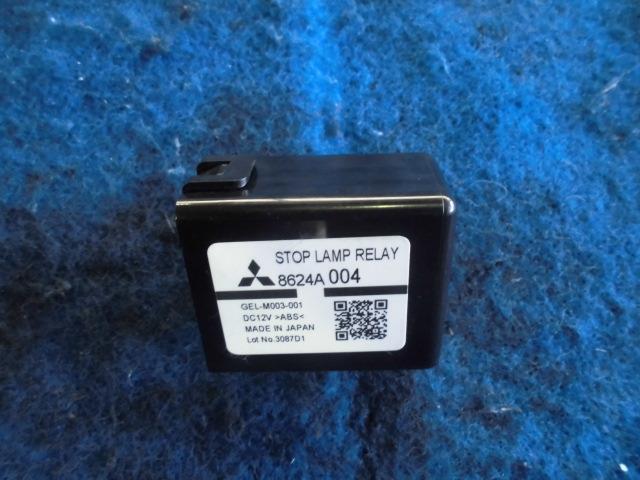 STOP LAMP RELAY
8624A 004
GEL-M003-001
DC12V >ABS<
MADE IN JAPAN
Lot No.3087D1